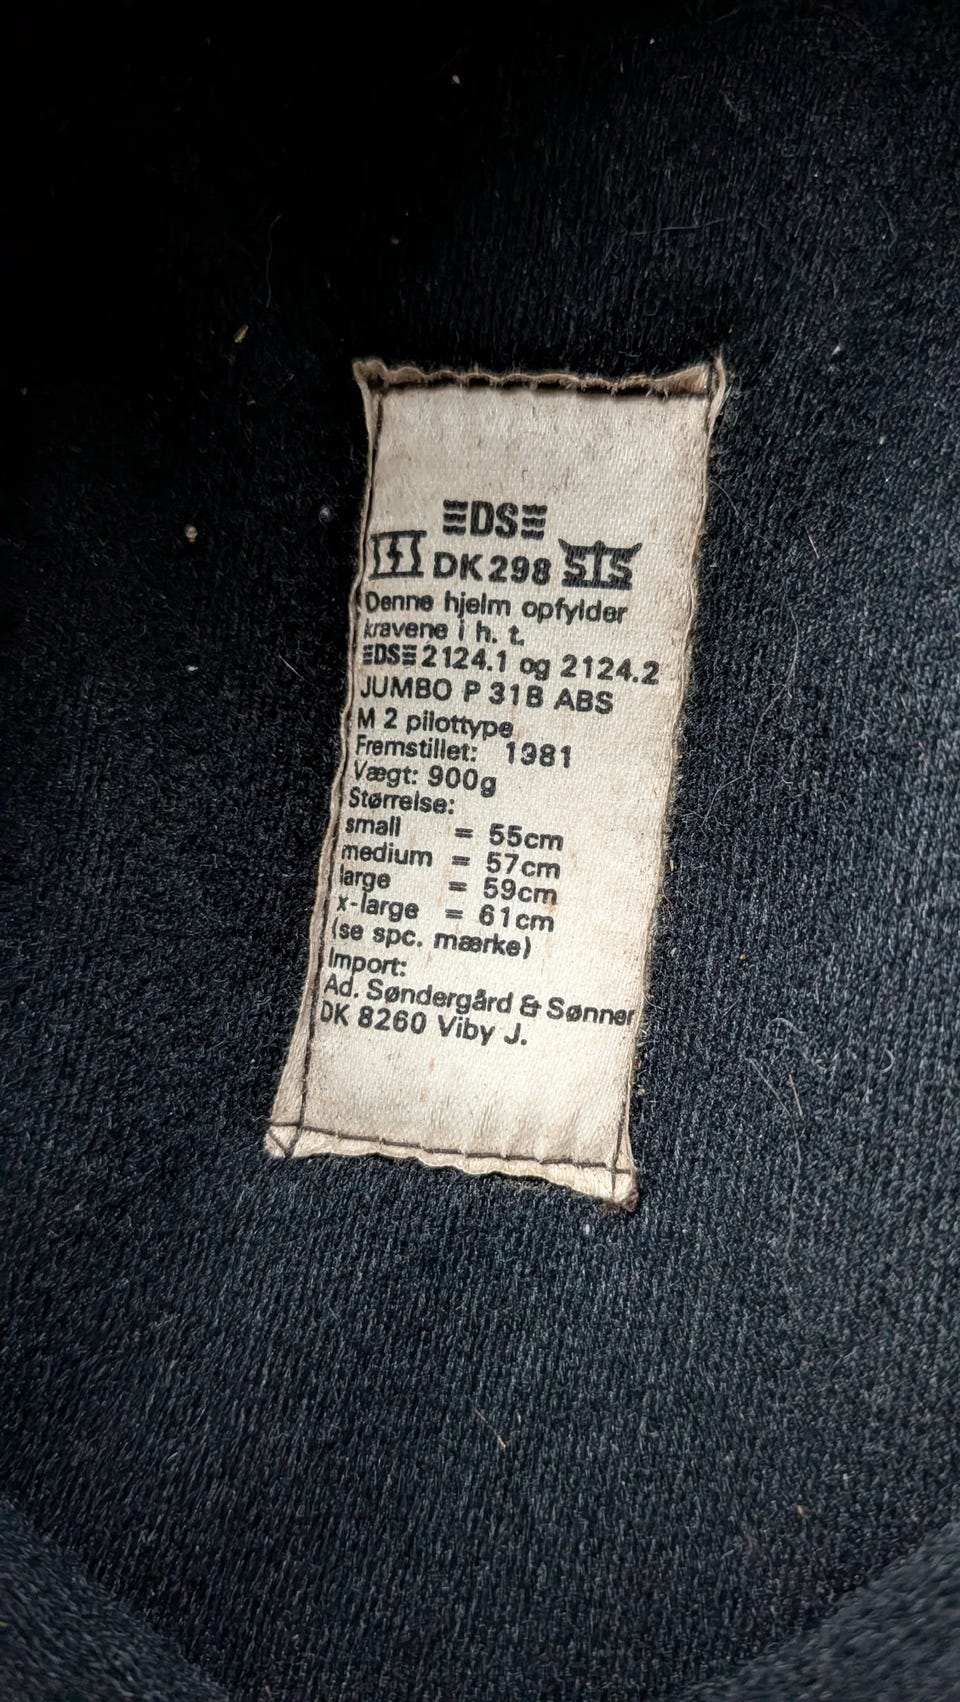 DS
DK 298 STS
Denne hjelm opfylder
kravene i h. t.
DS 2124.1 og 2124.2
JUMBO P 31B ABS
M 2 pilottype
Fremstillet: 1981
Vægt: 900g
Størrelse:
small = 55cm
medium = 57cm
large = 59cm
x-large = 61cm
(se spc. mærke)
Import:
Ad. Søndergård & Sønner
DK 8260 Viby J.